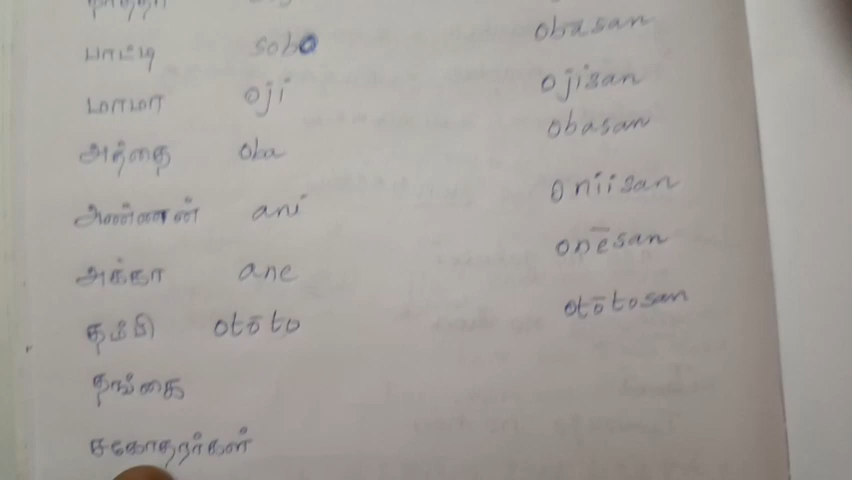 பாட்டி sobo obasan
மாமா oji ojisan
அத்தை oba obasan
அண்ணன் ani oniisan
அக்கா ane onēsan
தம்பி otōto otōtosan
தங்கை
சகோதரர்கள்